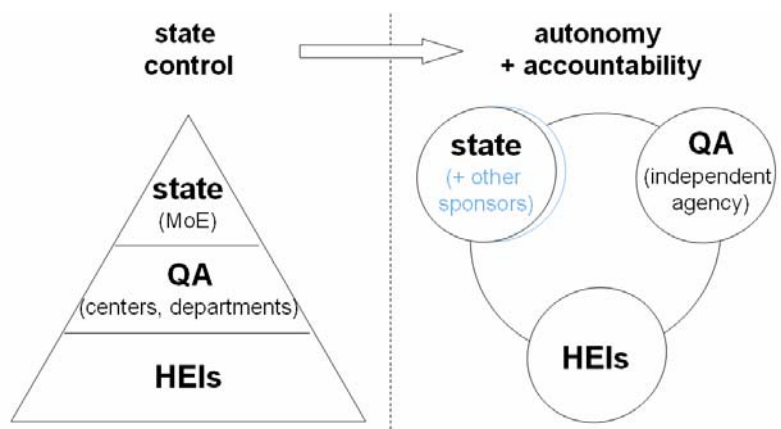 state
control
autonomy
+ accountability
state
(MoE)
QA
(centers, departments)
HEIs
state
(+ other
sponsors)
QA
(independent
agency)
HEIs